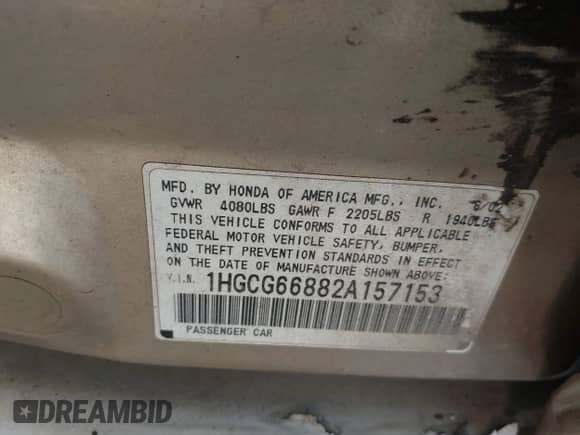 MFD. BY HONDA OF AMERICA MFG., INC. 6/02
GVWR 4080LBS GAWR F 2205LBS R 1940LBS
THIS VEHICLE CONFORMS TO ALL APPLICABLE
FEDERAL MOTOR VEHICLE SAFETY, BUMPER,
AND THEFT PREVENTION STANDARDS IN EFFECT
ON THE DATE OF MANUFACTURE SHOWN ABOVE:
V.I.N. 1HGCG66882A157153
PASSENGER CAR
DREAMBID